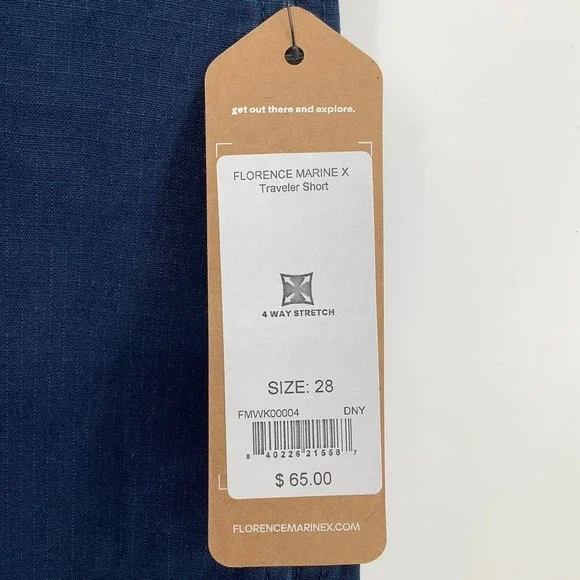 get out there and explore.
FLORENCE MARINE X
Traveler Short
4 WAY STRETCH
SIZE: 28
FMWK00004 DNY
8 40226 21558 7
$ 65.00
FLORENCEMARINEX.COM